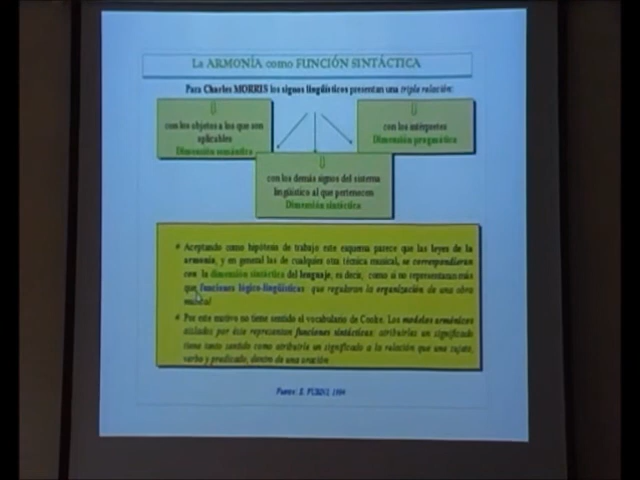 La ARMONÍA como FUNCIÓN SINTÁCTICA
Para Charles MORRIS los signos lingüísticos presentan una triple relación:
con los objetos a los que son
aplicables
Dimensión semántica
con los intérpretes
Dimensión pragmática
con los demás signos del sistema
lingüístico al que pertenecen
Dimensión sintáctica
Aceptando como hipótesis de trabajo este esquema parece que las leyes de la
armonía, y en general las de cualquier otra técnica musical, se corresponderían
con la dimensión sintáctica del lenguaje, es decir, como si no representaran más
que funciones lógico-lingüísticas que regularan la organización de una obra
musical
Por este motivo no tiene sentido el vocabulario de Cooke. Los modelos armónicos
aislados por éste representan funciones sintácticas: atribuirles un significado
tiene tanto sentido como atribuirle un significado a la relación que une sujeto,
verbo y predicado, dentro de una oración
Fuente: E. FUBINI, 1994